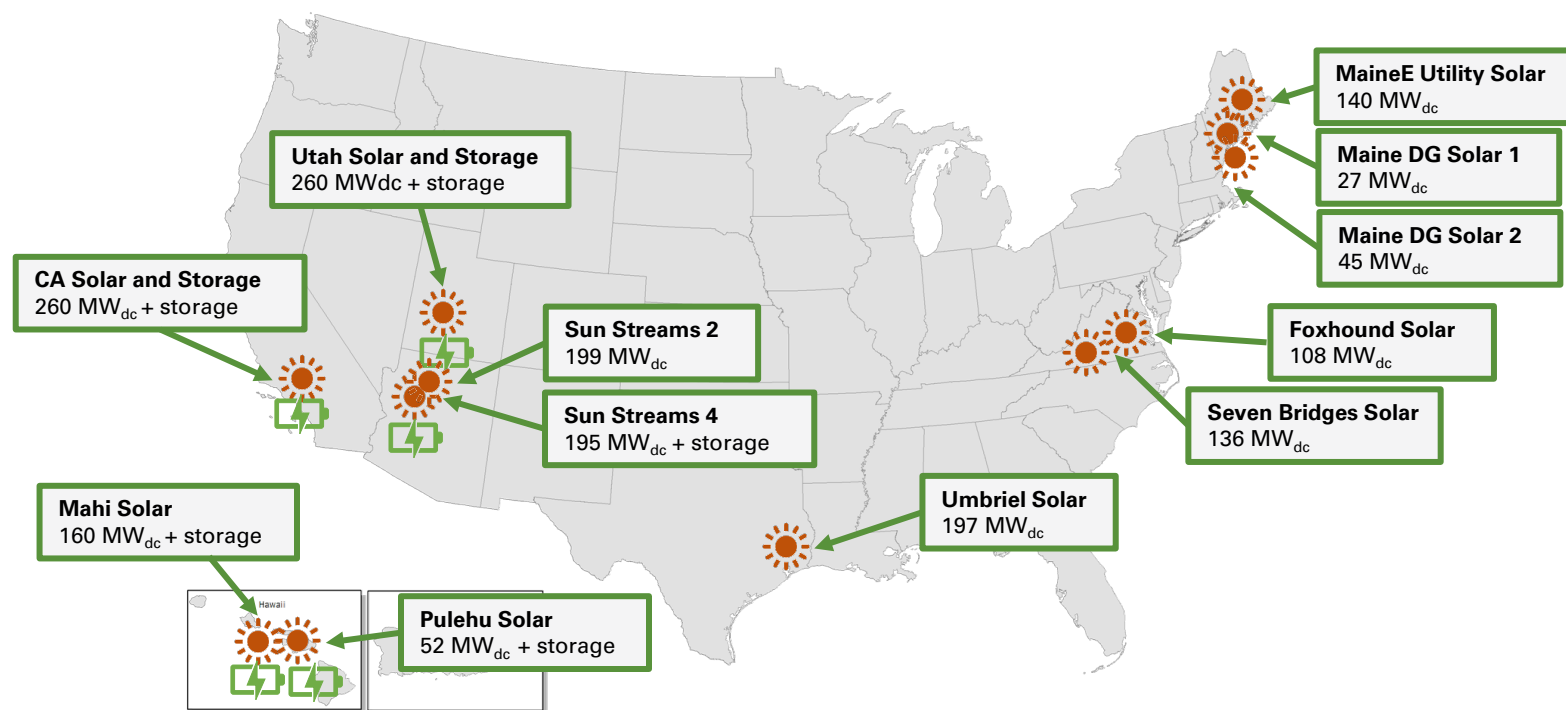 MaineE Utility Solar
140 MWdc
Utah Solar and Storage
260 MWdc + storage
Maine DG Solar 1
27 MWdc
Maine DG Solar 2
45 MWdc
CA Solar and Storage
260 MWdc + storage
Sun Streams 2
199 MWdc
Foxhound Solar
108 MWdc
Sun Streams 4
195 MWdc + storage
Seven Bridges Solar
136 MWdc
Umbriel Solar
197 MWdc
Mahi Solar
160 MWdc + storage
Hawaii
Pulehu Solar
52 MWdc + storage